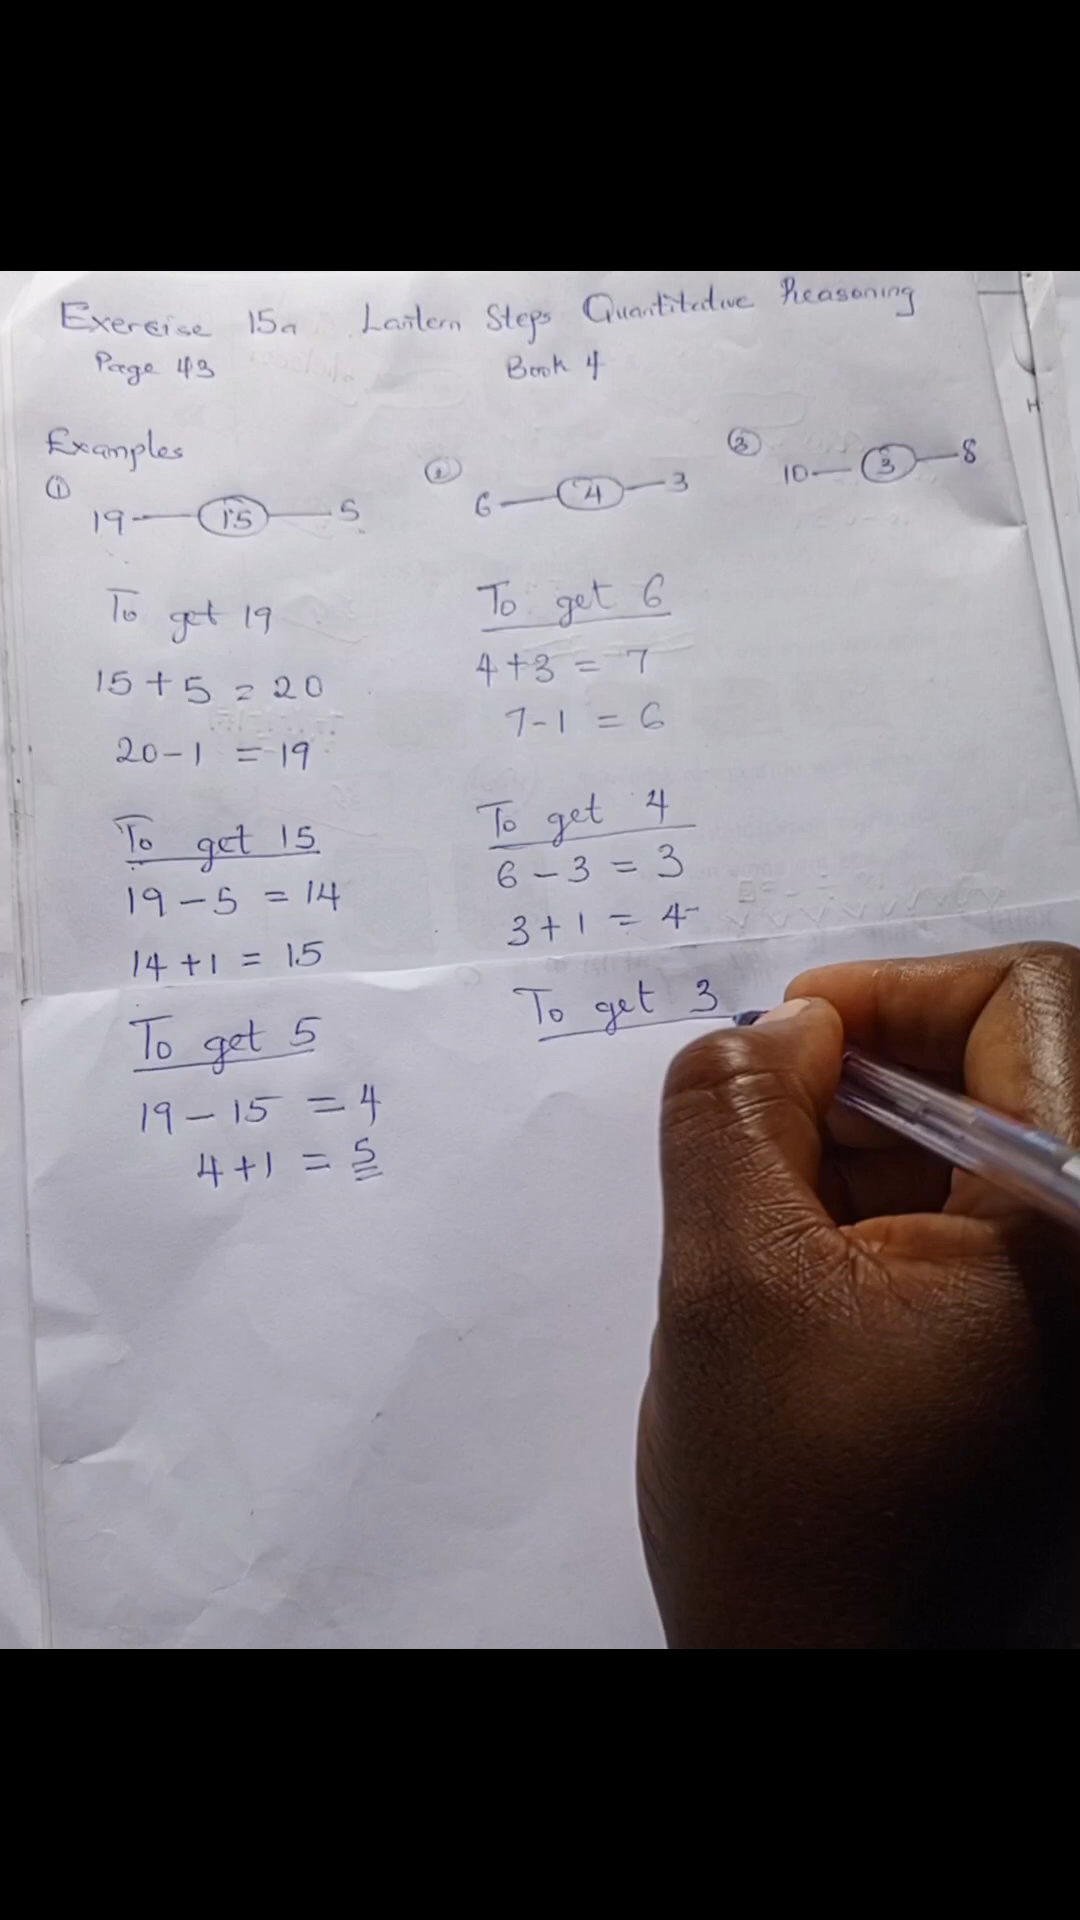 Exercise 15a Lantern Steps Quantitative Reasoning
Page 43 Book 4
Examples
① 19 — 15 — 5
② 6 — 4 — 3
③ 10 — 3 — 8
To get 19
15 + 5 = 20
20 - 1 = 19
To get 15
19 - 5 = 14
14 + 1 = 15
To get 5
19 - 15 = 4
4 + 1 = 5
To get 6
4 + 3 = 7
7 - 1 = 6
To get 4
6 - 3 = 3
3 + 1 = 4
To get 3
H